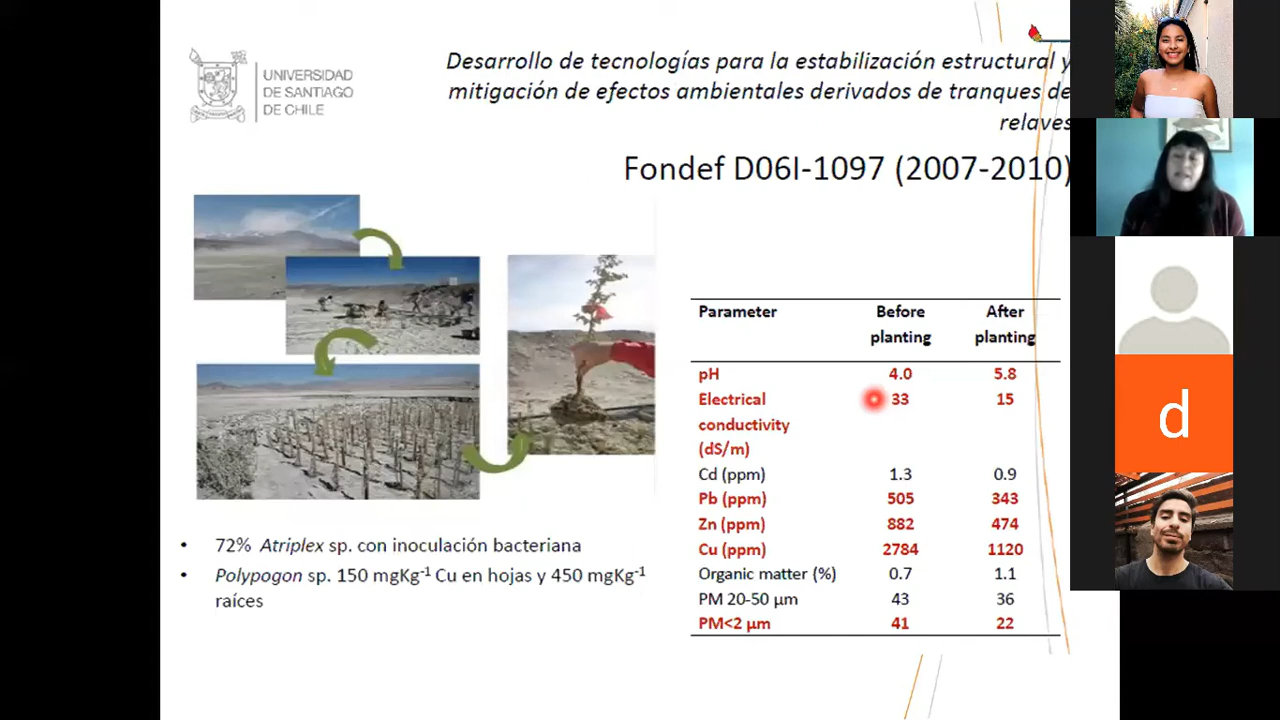 UNIVERSIDAD
DE SANTIAGO
DE CHILE
Desarrollo de tecnologías para la estabilización estructural y
mitigación de efectos ambientales derivados de tranques de
relaves
Fondef D06I-1097 (2007-2010)
Parameter Before planting After planting
pH 4.0 5.8
Electrical conductivity (dS/m) 33 15
Cd (ppm) 1.3 0.9
Pb (ppm) 505 343
Zn (ppm) 882 474
Cu (ppm) 2784 1120
Organic matter (%) 0.7 1.1
PM 20-50 µm 43 36
PM<2 µm 41 22
• 72% Atriplex sp. con inoculación bacteriana
• Polypogon sp. 150 mgKg⁻¹ Cu en hojas y 450 mgKg⁻¹
raíces
d